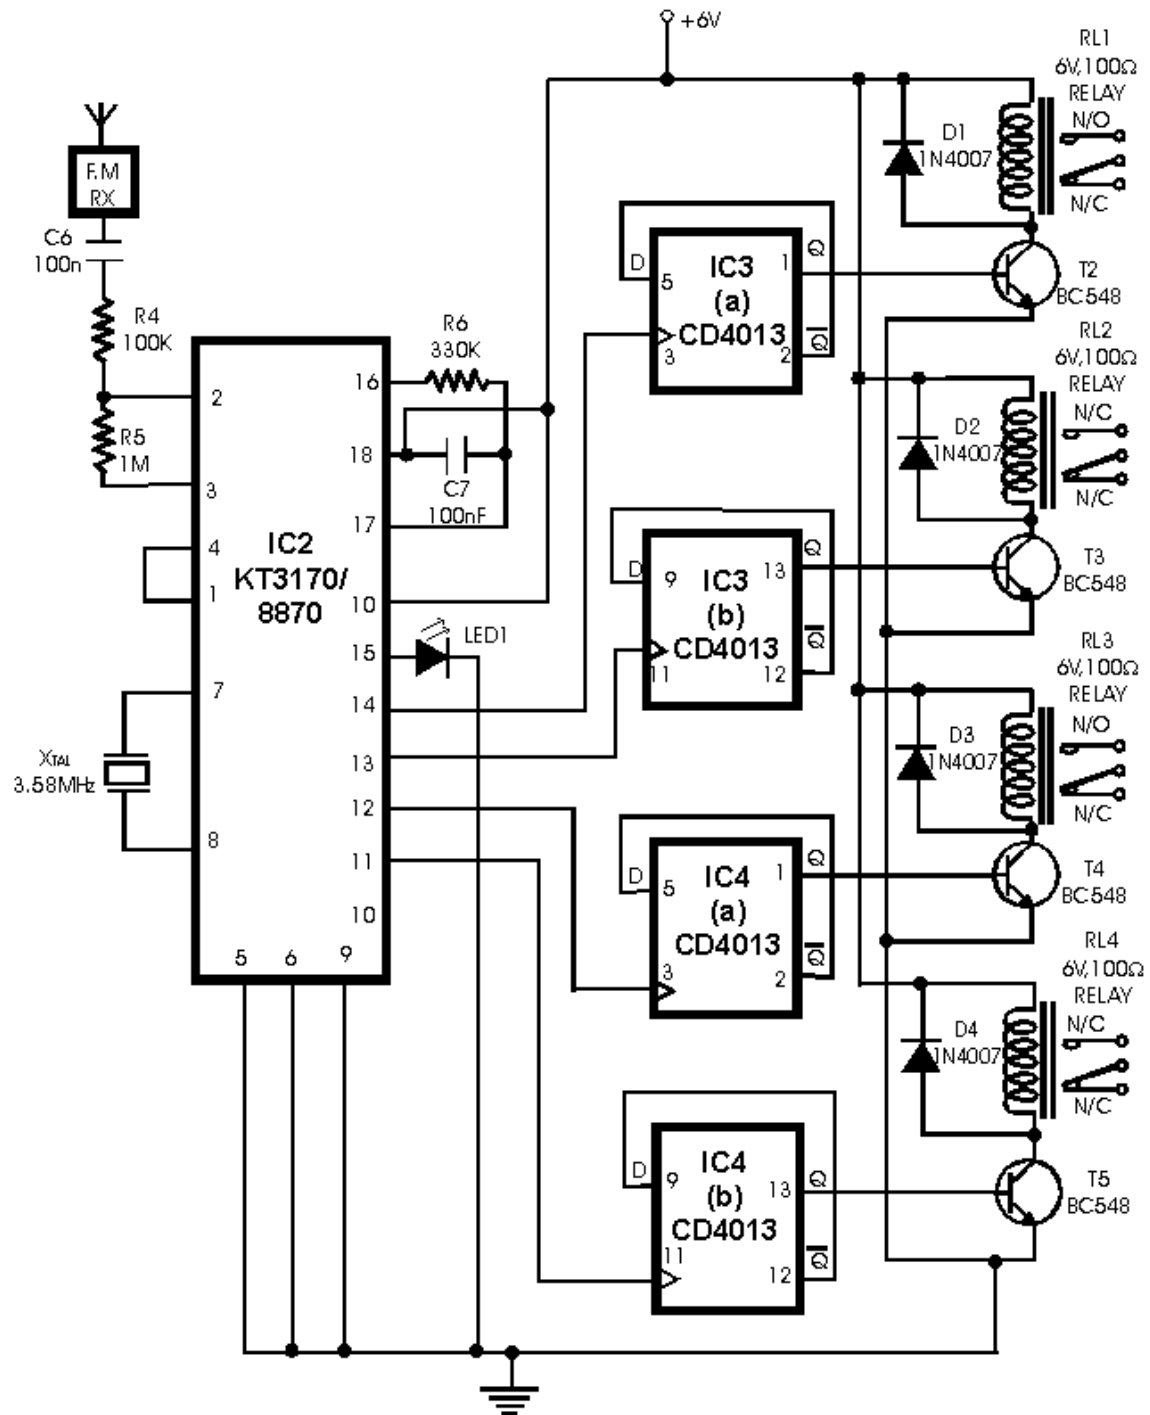 +6V
RL1
6V,100Ω
RELAY
N/O
N/C
D1
1N4007
T2
BC548
F.M
RX
C6
100n
R4
100K
R5
1M
R6
330K
C7
100nF
IC2
KT3170/
8870
2
3
4
1
7
8
5 6 9
16
18
17
10
15
14
13
12
11
10
LED1
XTAL
3.58MHz
IC3
(a)
CD4013
D
5
3
1
Q
2
Q̅
RL2
6V,100Ω
RELAY
N/C
N/C
D2
1N4007
T3
BC548
IC3
(b)
CD4013
D
9
11
13
Q
12
Q̅
RL3
6V,100Ω
RELAY
N/O
N/C
D3
1N4007
T4
BC548
IC4
(a)
CD4013
D
5
3
1
Q
2
Q̅
RL4
6V,100Ω
RELAY
N/C
N/C
D4
1N4007
T5
BC548
IC4
(b)
CD4013
D
9
11
13
Q
12
Q̅